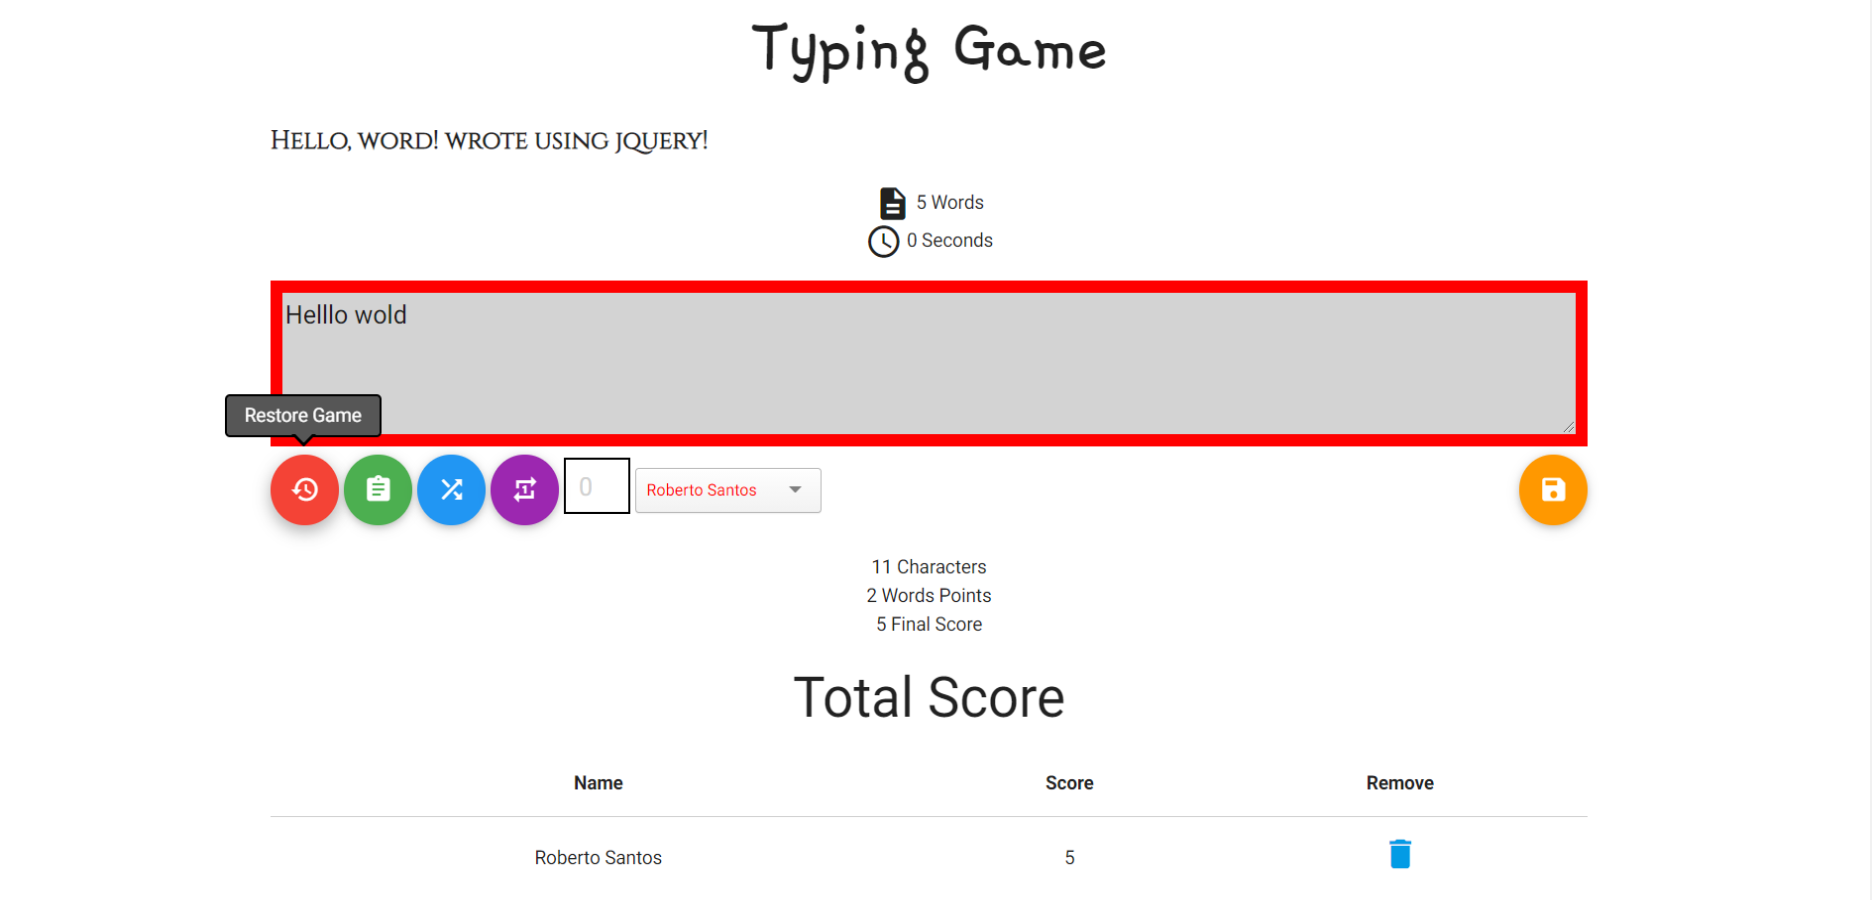 Typing Game
Hello, word! wrote using jquery!
5 Words
0 Seconds
Helllo wold
Restore Game
1
0
Roberto Santos
11 Characters
2 Words Points
5 Final Score
Total Score
Name Score Remove
Roberto Santos 5